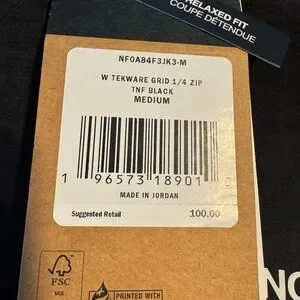 RELAXED FIT
COUPE DÉTENDUE
NF0A84F3JK3-M
W TEKWARE GRID 1/4 ZIP
TNF BLACK
MEDIUM
1 96573 18901 0
MADE IN JORDAN
Suggested Retail 100.00
FSC
MIX
PRINTED WITH
NO